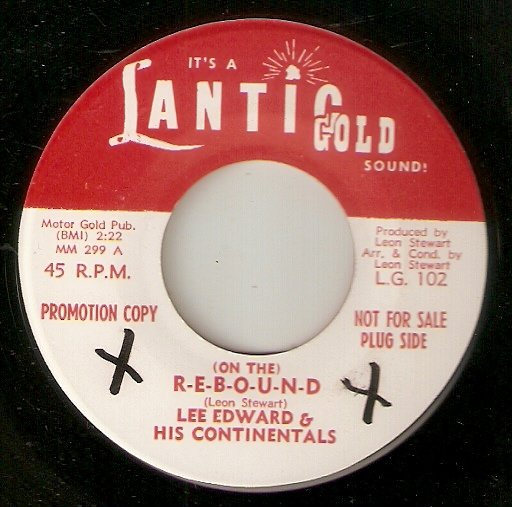 IT'S A
LANTI GOLD
SOUND!
Motor Gold Pub.
(BMI) 2:22
MM 299 A
45 R.P.M.
PROMOTION COPY
Produced by
Leon Stewart
Arr. & Cond. by
Leon Stewart
L.G. 102
NOT FOR SALE
PLUG SIDE
X
X
(ON THE)
R-E-B-O-U-N-D
(Leon Stewart)
LEE EDWARD &
HIS CONTINENTALS